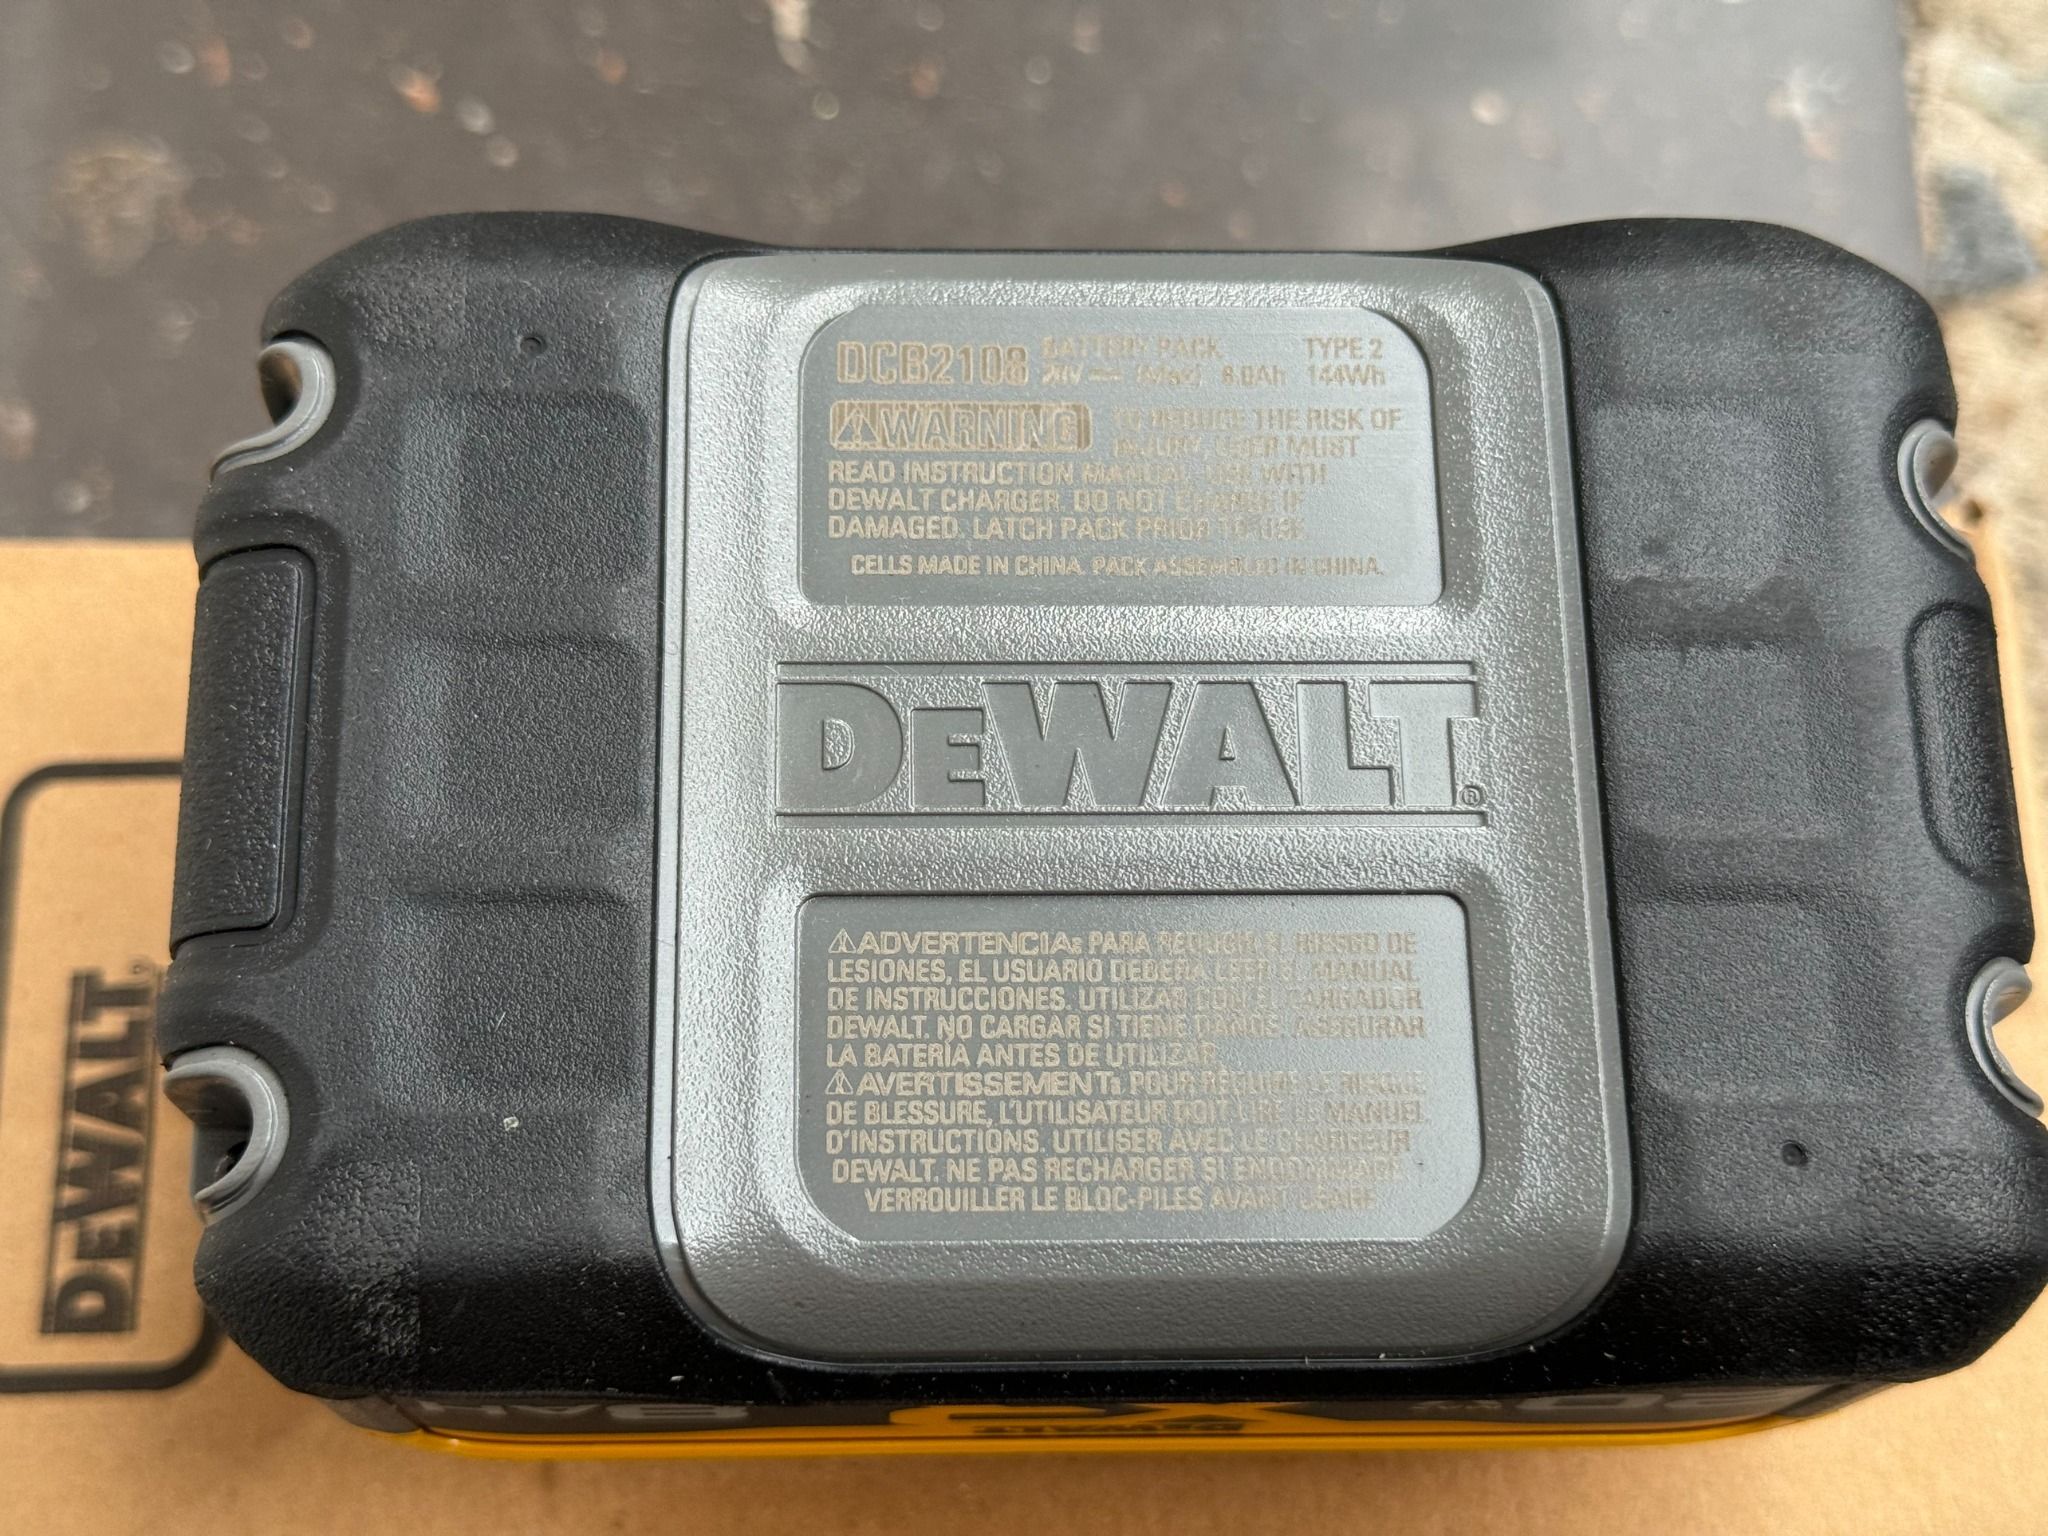 DCB2108 BATTERY PACK TYPE 2
20V ⎓ (Max) 8.0Ah 144Wh
⚠WARNING TO REDUCE THE RISK OF
INJURY, USER MUST
READ INSTRUCTION MANUAL. USE WITH
DEWALT CHARGER. DO NOT CHARGE IF
DAMAGED. LATCH PACK PRIOR TO USE.
CELLS MADE IN CHINA. PACK ASSEMBLED IN CHINA.
DEWALT®
⚠ADVERTENCIA: PARA REDUCIR EL RIESGO DE
LESIONES, EL USUARIO DEBERÁ LEER EL MANUAL
DE INSTRUCCIONES. UTILIZAR CON EL CARGADOR
DEWALT. NO CARGAR SI TIENE DAÑOS. ASEGURAR
LA BATERÍA ANTES DE UTILIZAR.
⚠AVERTISSEMENT: POUR RÉDUIRE LE RISQUE
DE BLESSURE, L'UTILISATEUR DOIT LIRE LE MANUEL
D'INSTRUCTIONS. UTILISER AVEC LE CHARGEUR
DEWALT. NE PAS RECHARGER SI ENDOMMAGÉ.
VERROUILLER LE BLOC-PILES AVANT USAGE.
DEWALT®
8Ah
DEWALT